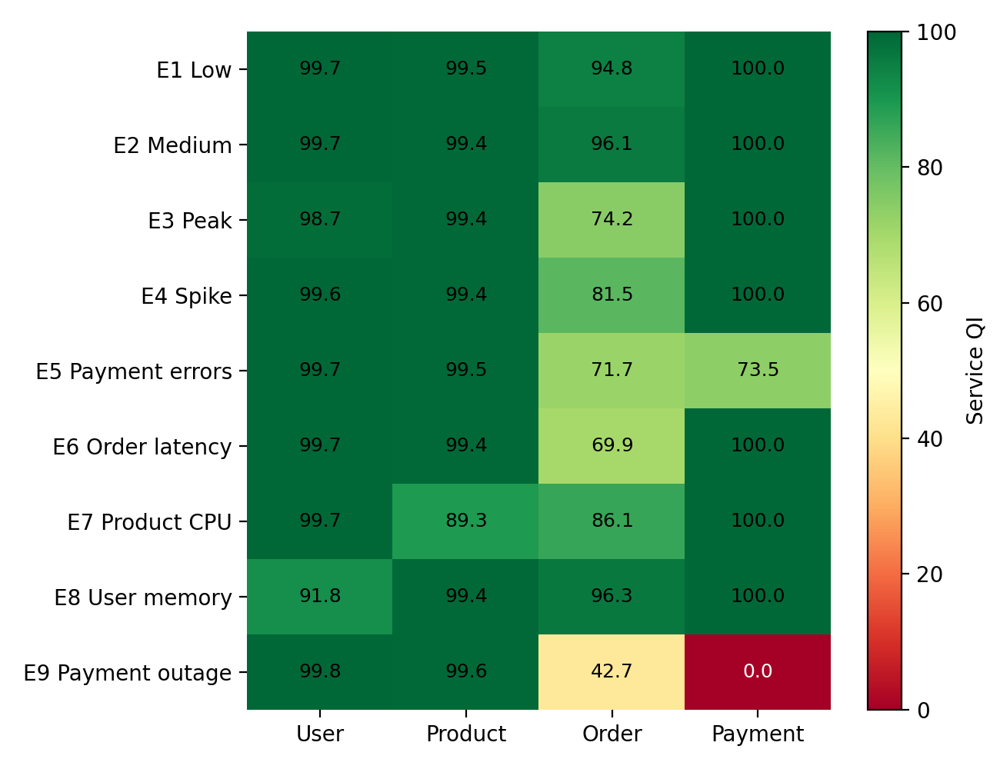 E1 Low 99.7 99.5 94.8 100.0
E2 Medium 99.7 99.4 96.1 100.0
E3 Peak 98.7 99.4 74.2 100.0
E4 Spike 99.6 99.4 81.5 100.0
E5 Payment errors 99.7 99.5 71.7 73.5
E6 Order latency 99.7 99.4 69.9 100.0
E7 Product CPU 99.7 89.3 86.1 100.0
E8 User memory 91.8 99.4 96.3 100.0
E9 Payment outage 99.8 99.6 42.7 0.0
User Product Order Payment
100
80
60
40
20
0
Service QI